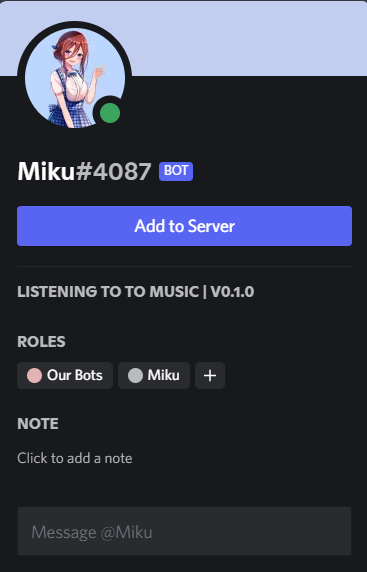 Miku#4087 BOT
Add to Server
LISTENING TO TO MUSIC | V0.1.0
ROLES
Our Bots Miku +
NOTE
Click to add a note
Message @Miku